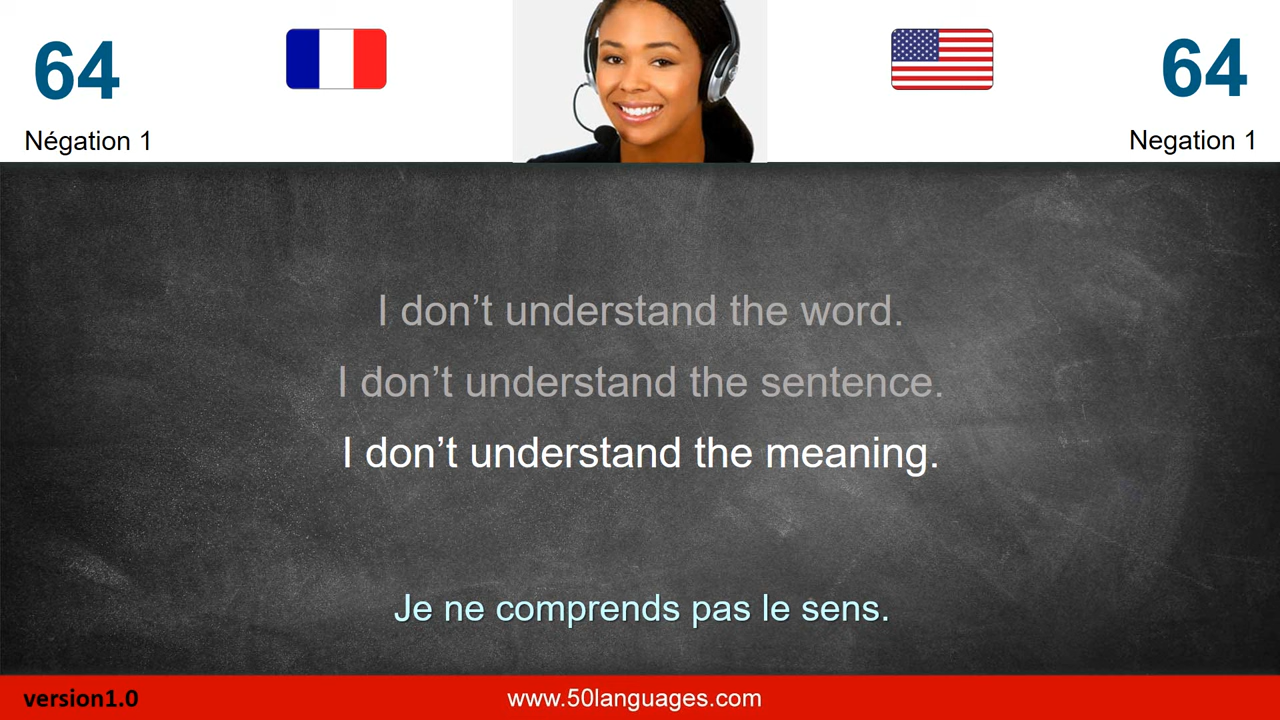 64
64
Négation 1
Negation 1
I don’t understand the word.
I don’t understand the sentence.
I don’t understand the meaning.
Je ne comprends pas le sens.
version1.0
www.50languages.com